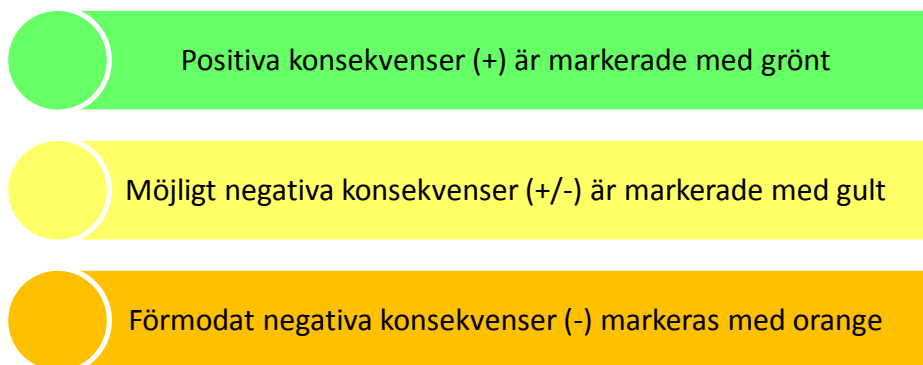 Positiva konsekvenser (+) är markerade med grönt
Möjligt negativa konsekvenser (+/-) är markerade med gult
Förmodat negativa konsekvenser (-) markeras med orange